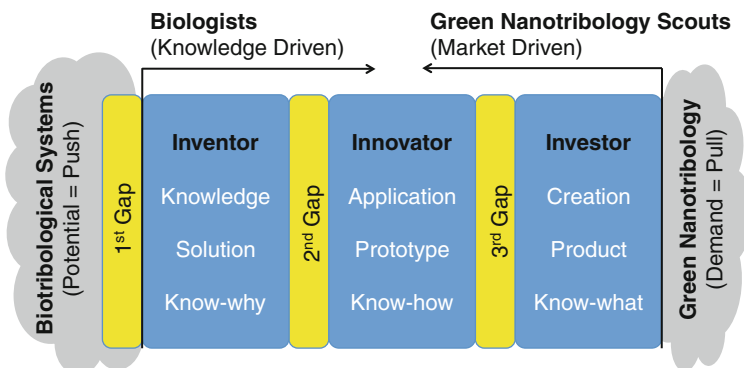 Biologists
(Knowledge Driven)
Green Nanotribology Scouts
(Market Driven)
Biotribological Systems
(Potential = Push)
1st Gap
Inventor
Knowledge
Solution
Know-why
2nd Gap
Innovator
Application
Prototype
Know-how
3rd Gap
Investor
Creation
Product
Know-what
Green Nanotribology
(Demand = Pull)